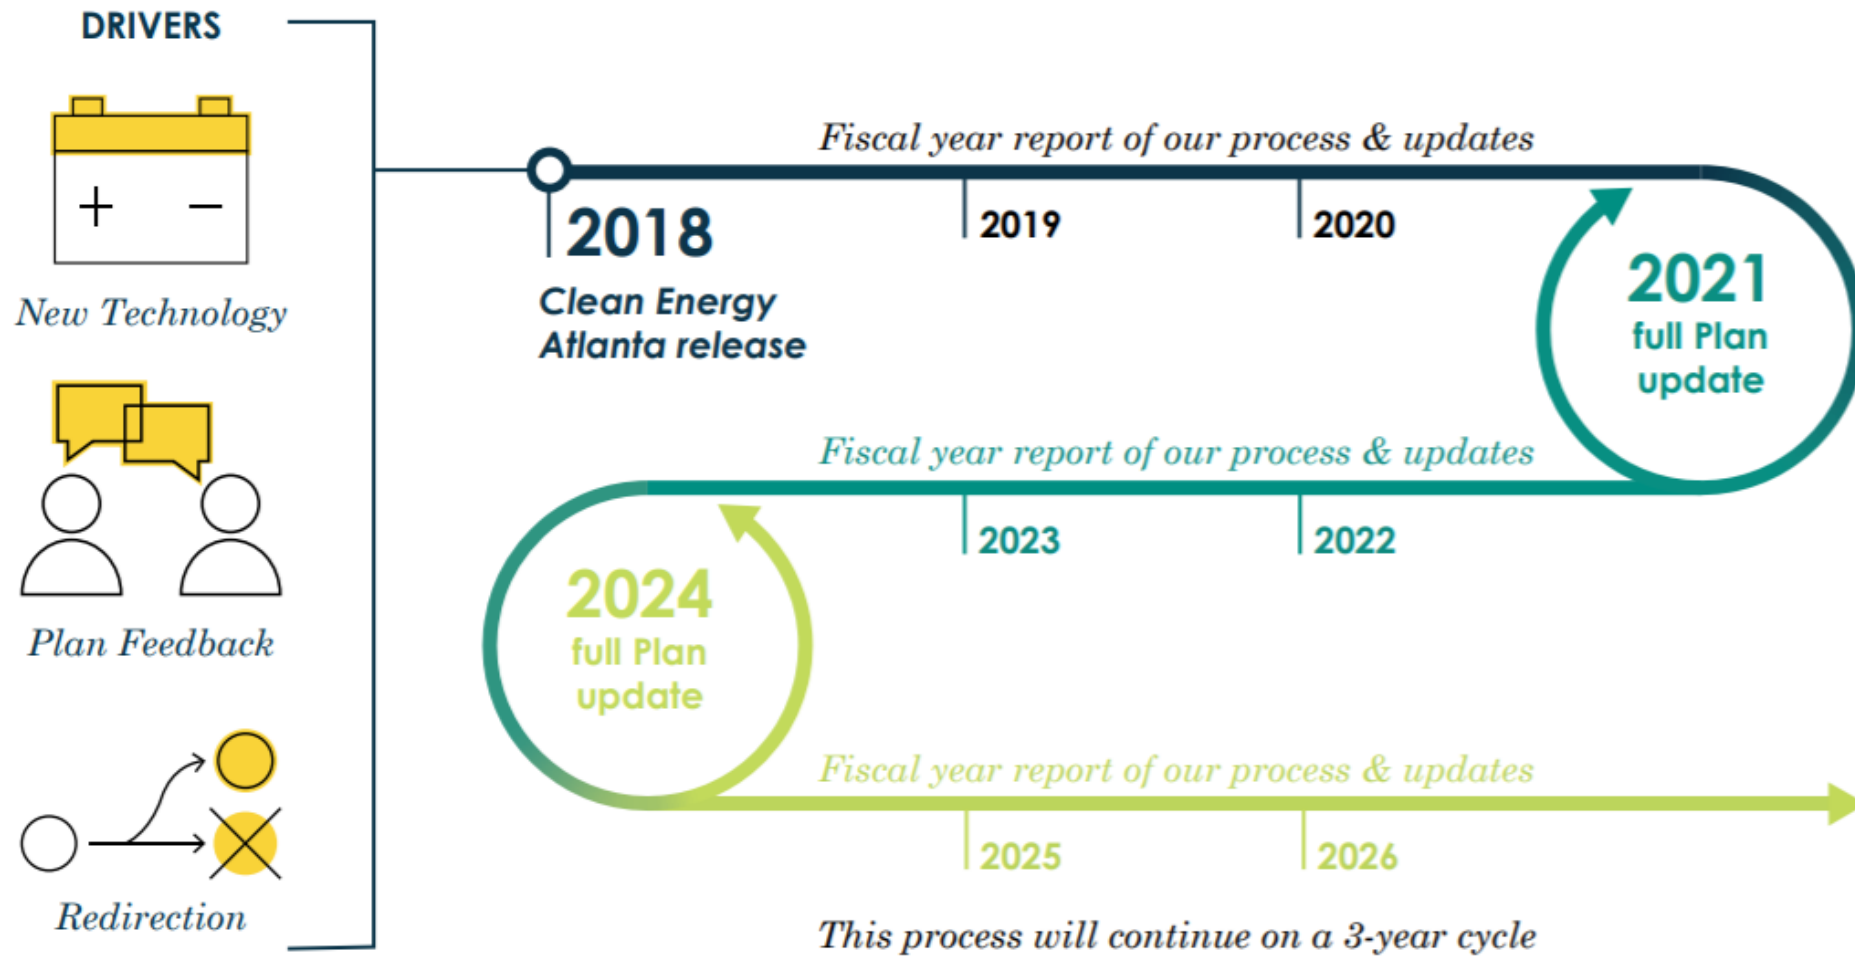 DRIVERS
New Technology
Plan Feedback
Redirection
Fiscal year report of our process & updates
2018
Clean Energy
Atlanta release
2019
2020
2021
full Plan
update
Fiscal year report of our process & updates
2023
2022
2024
full Plan
update
Fiscal year report of our process & updates
2025
2026
This process will continue on a 3-year cycle